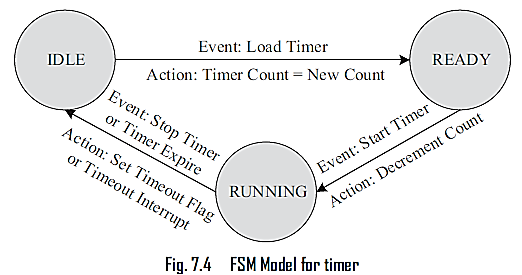 IDLE
Event: Load Timer
Action: Timer Count = New Count
READY
Event: Stop Timer
or Timer Expire
Action: Set Timeout Flag
or Timeout Interrupt
RUNNING
Event: Start Timer
Action: Decrement Count
Fig. 7.4 FSM Model for timer